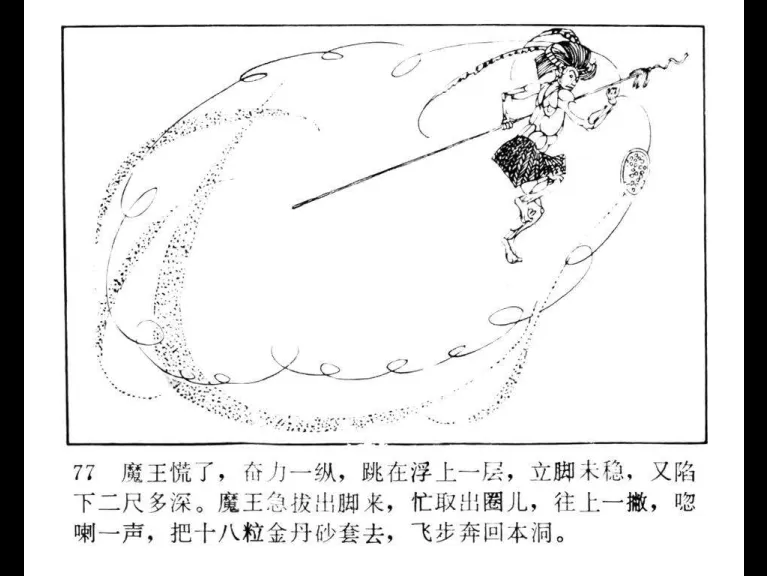 77 魔王慌了，奋力一纵，跳在浮上一层，立脚未稳，又陷
下二尺多深。魔王急拔出脚来，忙取出圈儿，往上一撇，唿
喇一声，把十八粒金丹砂套去，飞步奔回本洞。